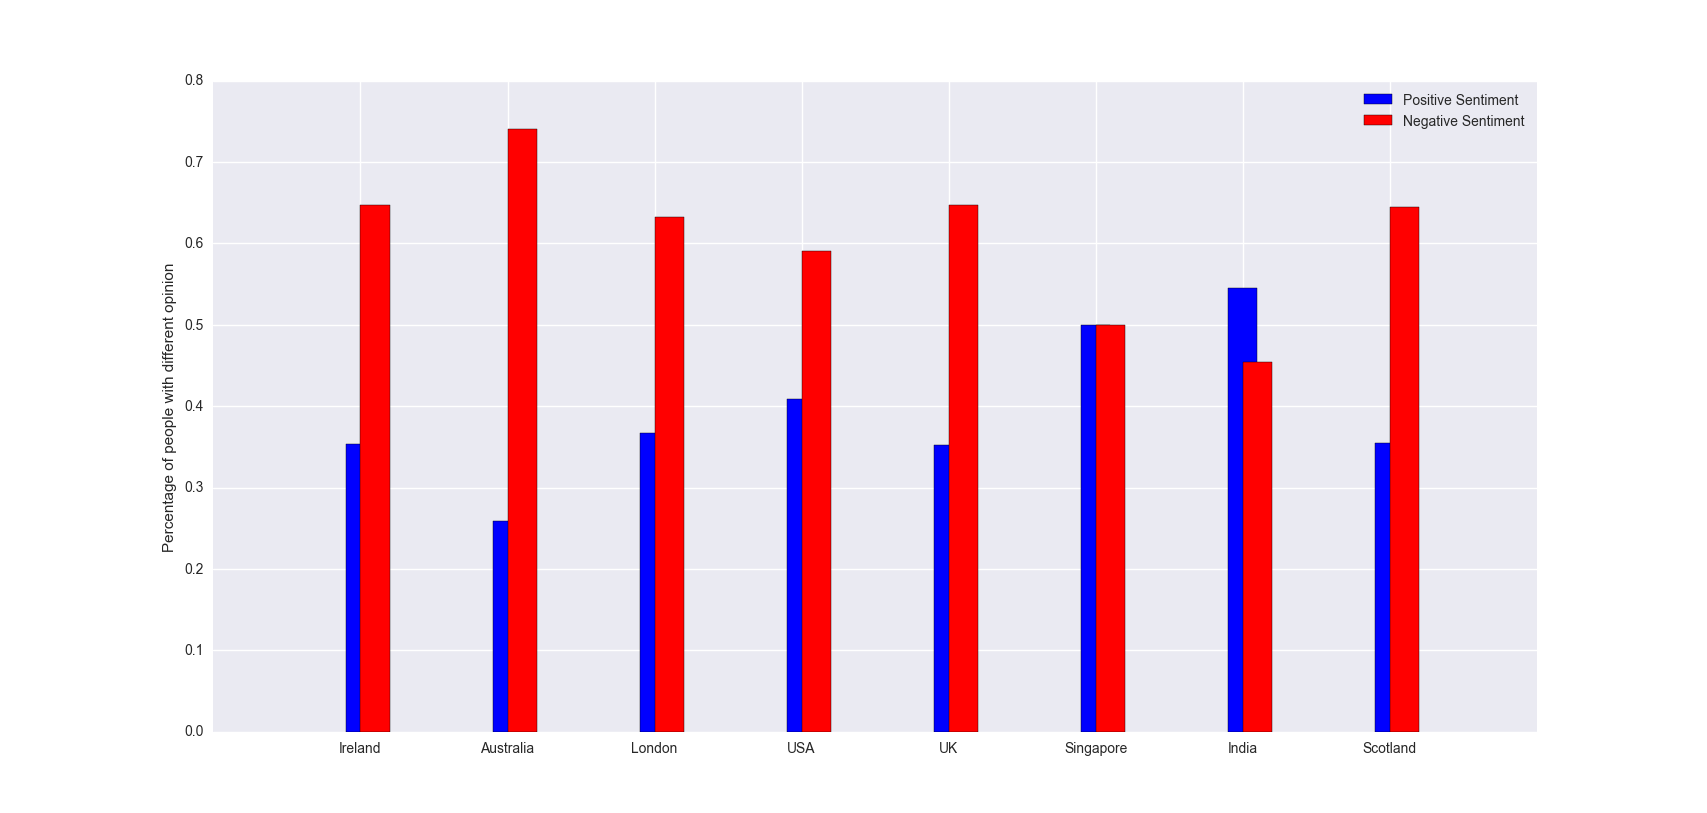 0.8
0.7
0.6
0.5
0.4
0.3
0.2
0.1
0.0
Percentage of people with different opinion
Positive Sentiment
Negative Sentiment
Ireland Australia London USA UK Singapore India Scotland